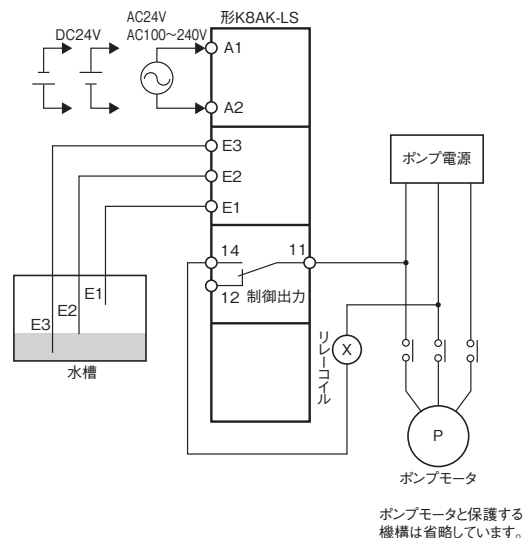 AC24V
AC100~240V
DC24V
形K8AK-LS
A1
A2
E3
E2
E1
14
11
12
制御出力
E1
E2
E3
水槽
ポンプ電源
リレーコイル
X
P
ポンプモータ
ポンプモータと保護する
機構は省略しています。